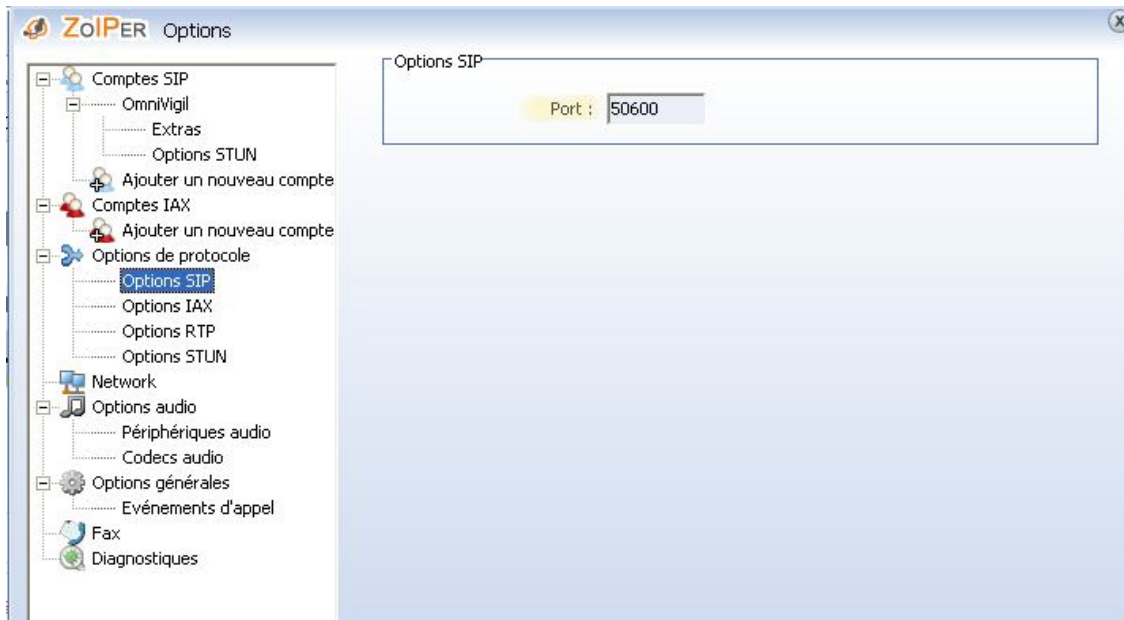 ZoIPER Options
Comptes SIP
OmniVigil
Extras
Options STUN
Ajouter un nouveau compte
Comptes IAX
Ajouter un nouveau compte
Options de protocole
Options SIP
Options IAX
Options RTP
Options STUN
Network
Options audio
Périphériques audio
Codecs audio
Options générales
Evénements d'appel
Fax
Diagnostiques
Options SIP
Port : 50600